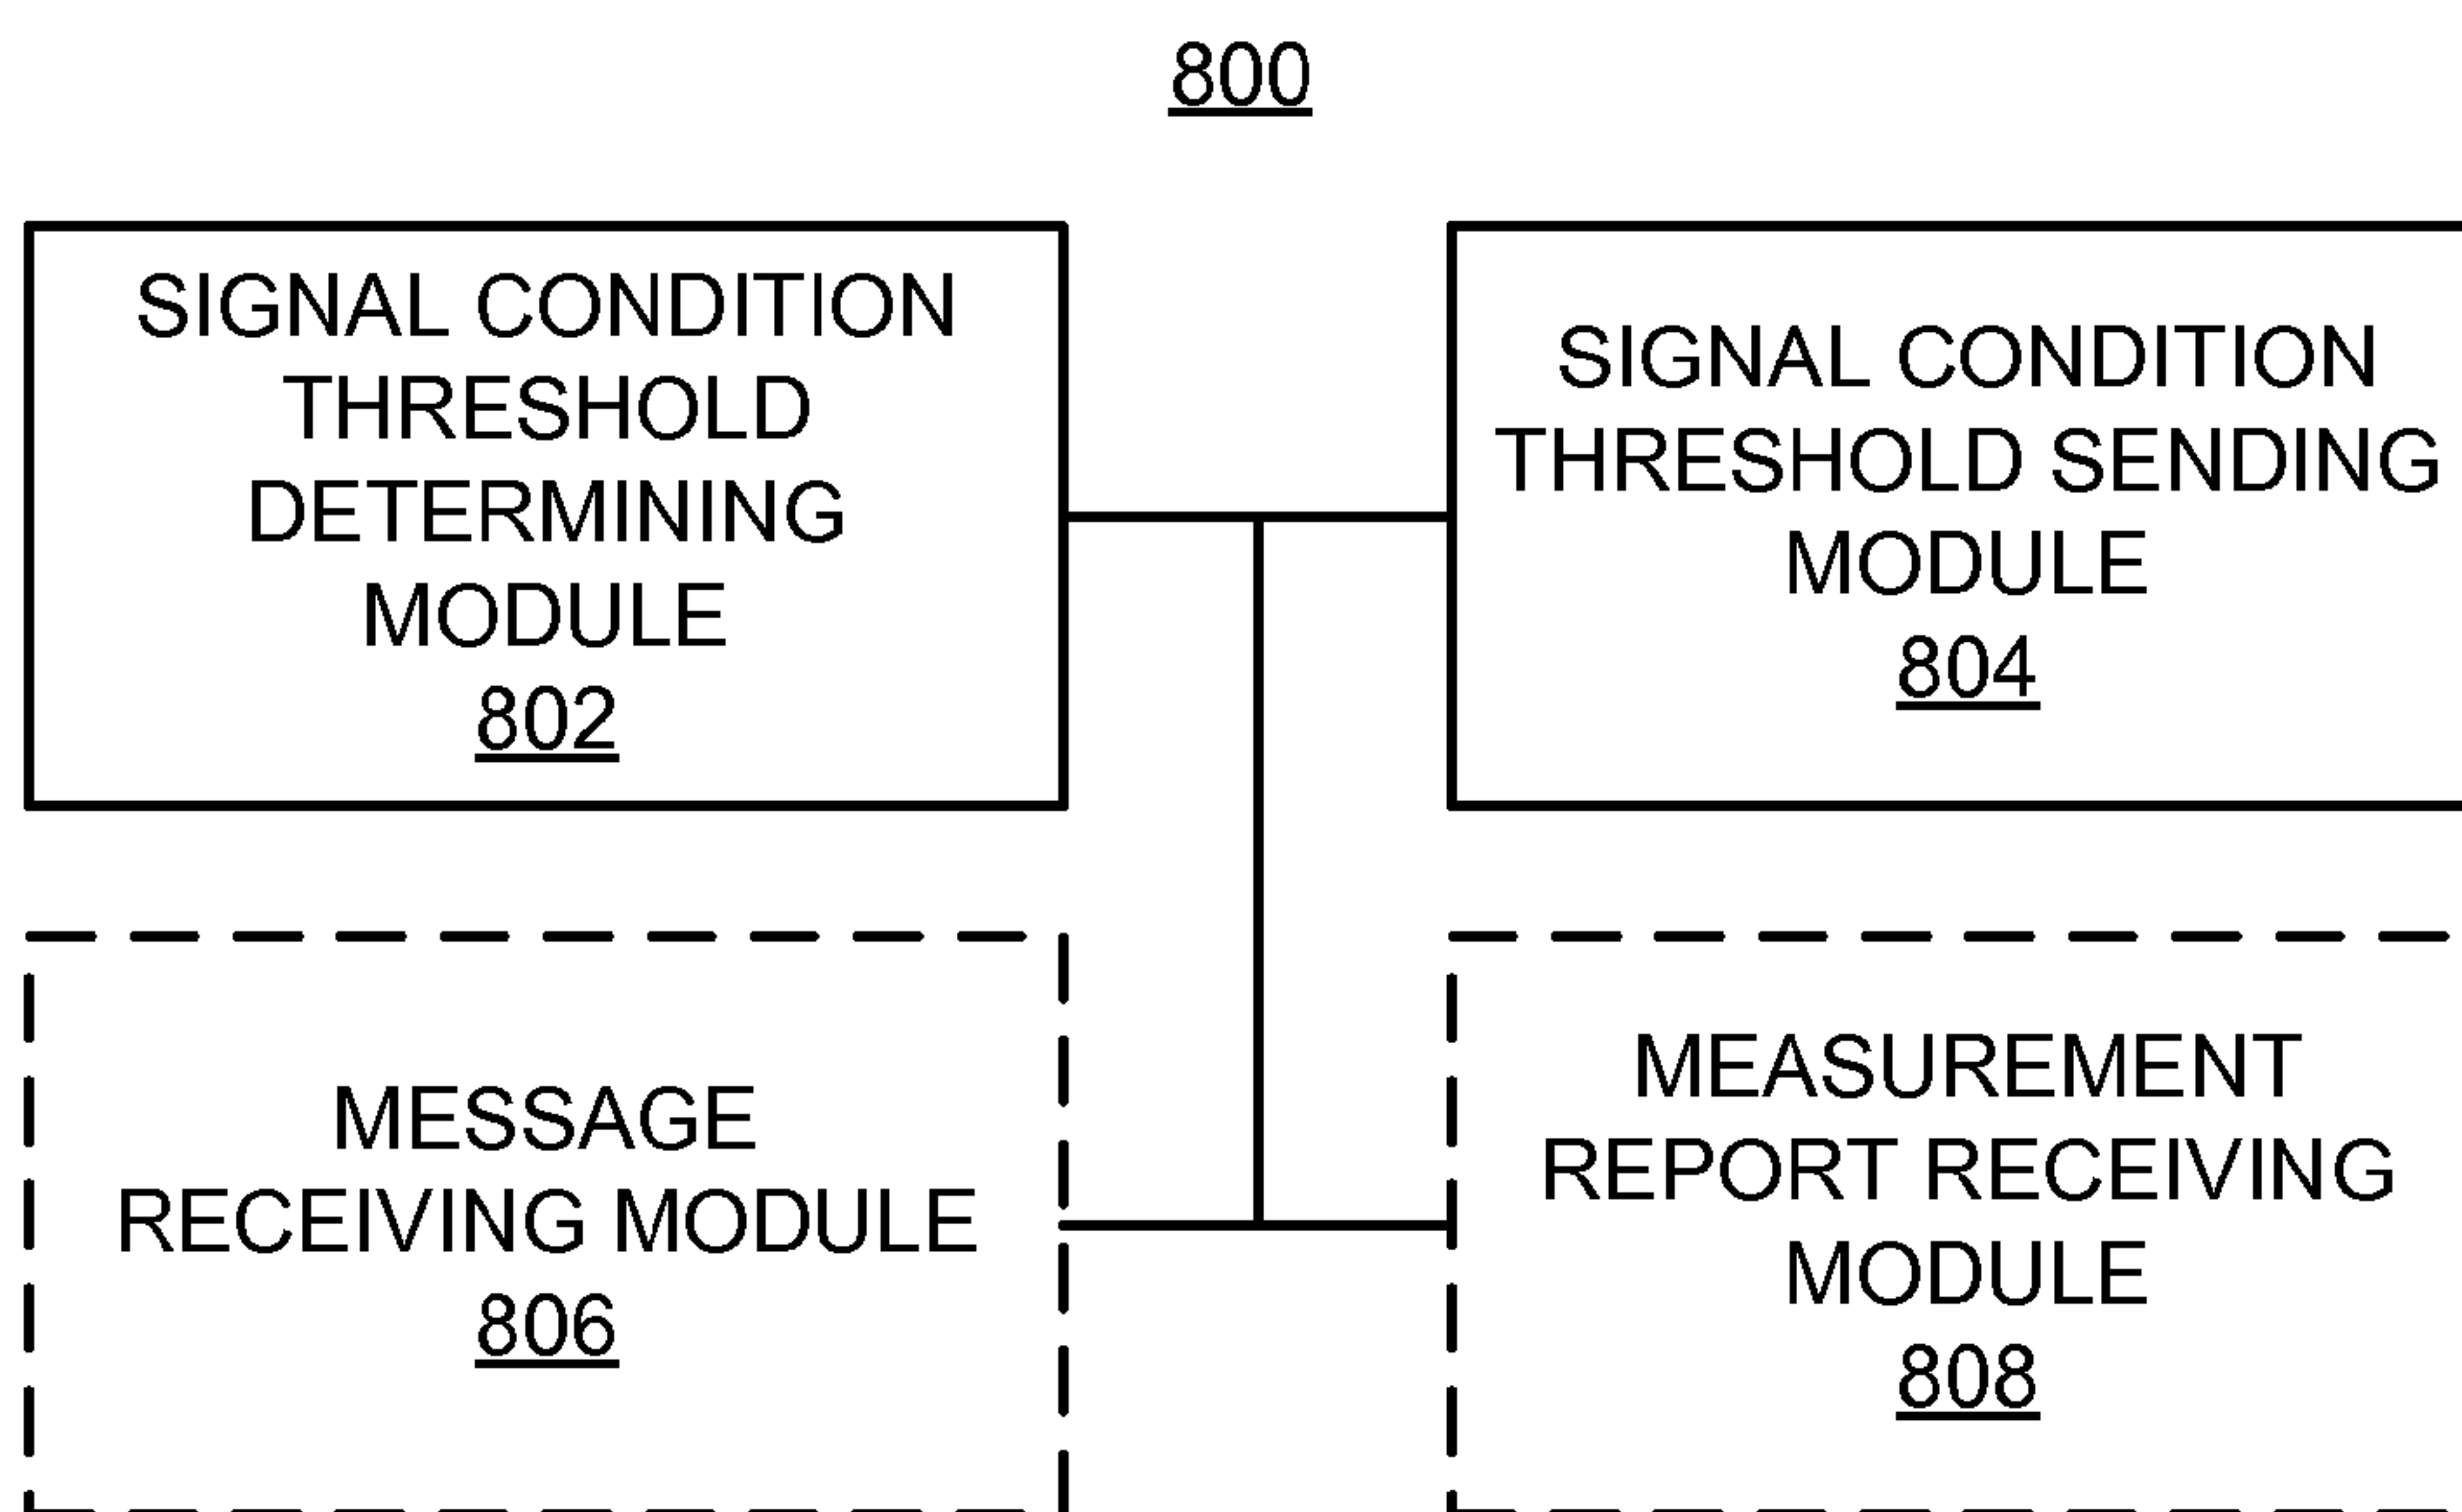 800
SIGNAL CONDITION
THRESHOLD
DETERMINING
MODULE
802
SIGNAL CONDITION
THRESHOLD SENDING
MODULE
804
MESSAGE
RECEIVING MODULE
806
MEASUREMENT
REPORT RECEIVING
MODULE
808